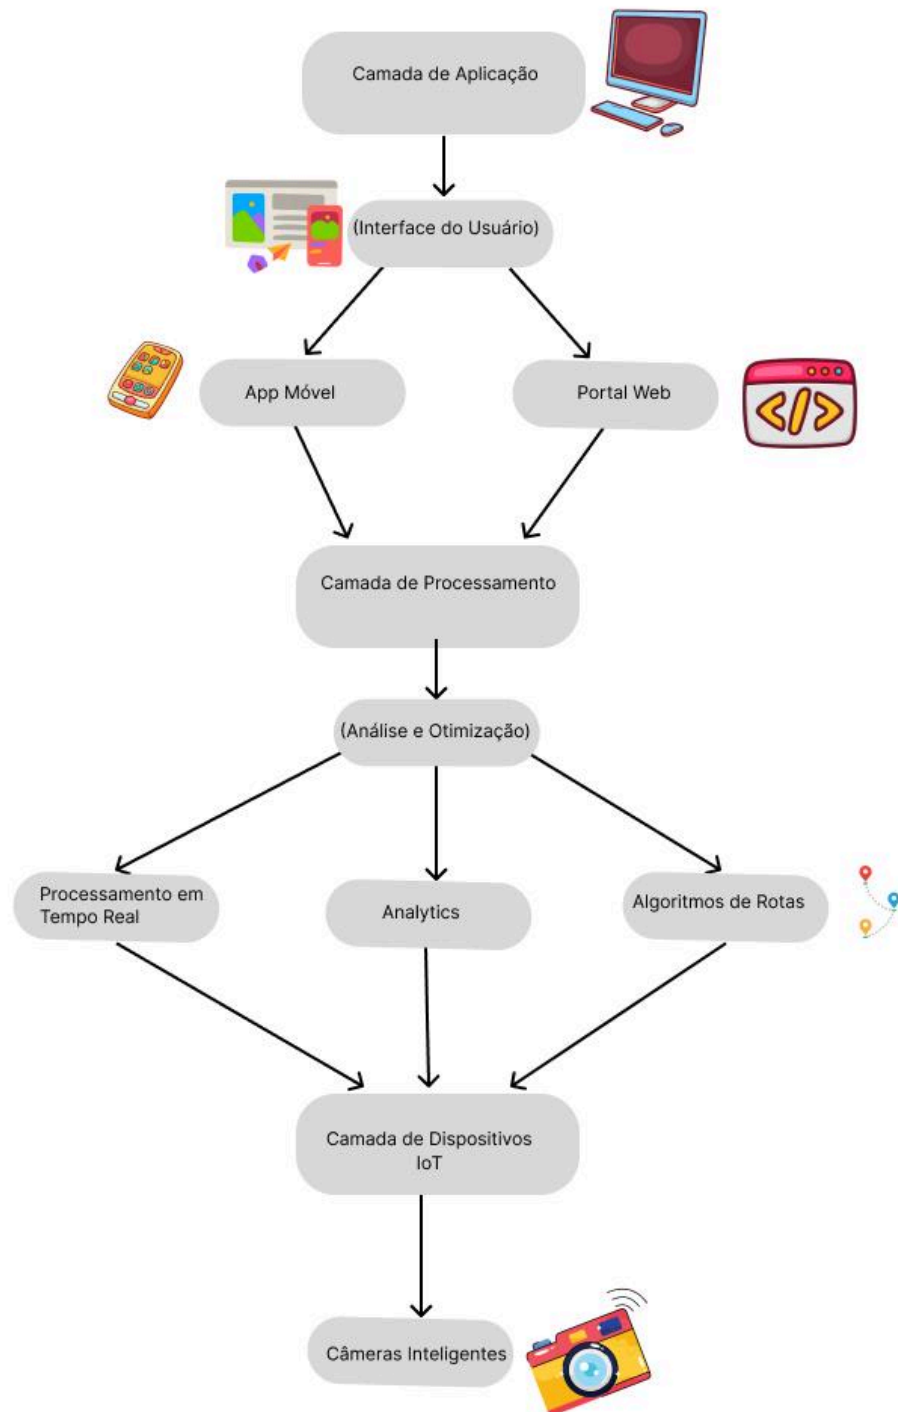 Camada de Aplicação
(Interface do Usuário)
App Móvel
Portal Web
</>
Camada de Processamento
(Análise e Otimização)
Processamento em
Tempo Real
Analytics
Algoritmos de Rotas
Camada de Dispositivos
IoT
Câmeras Inteligentes